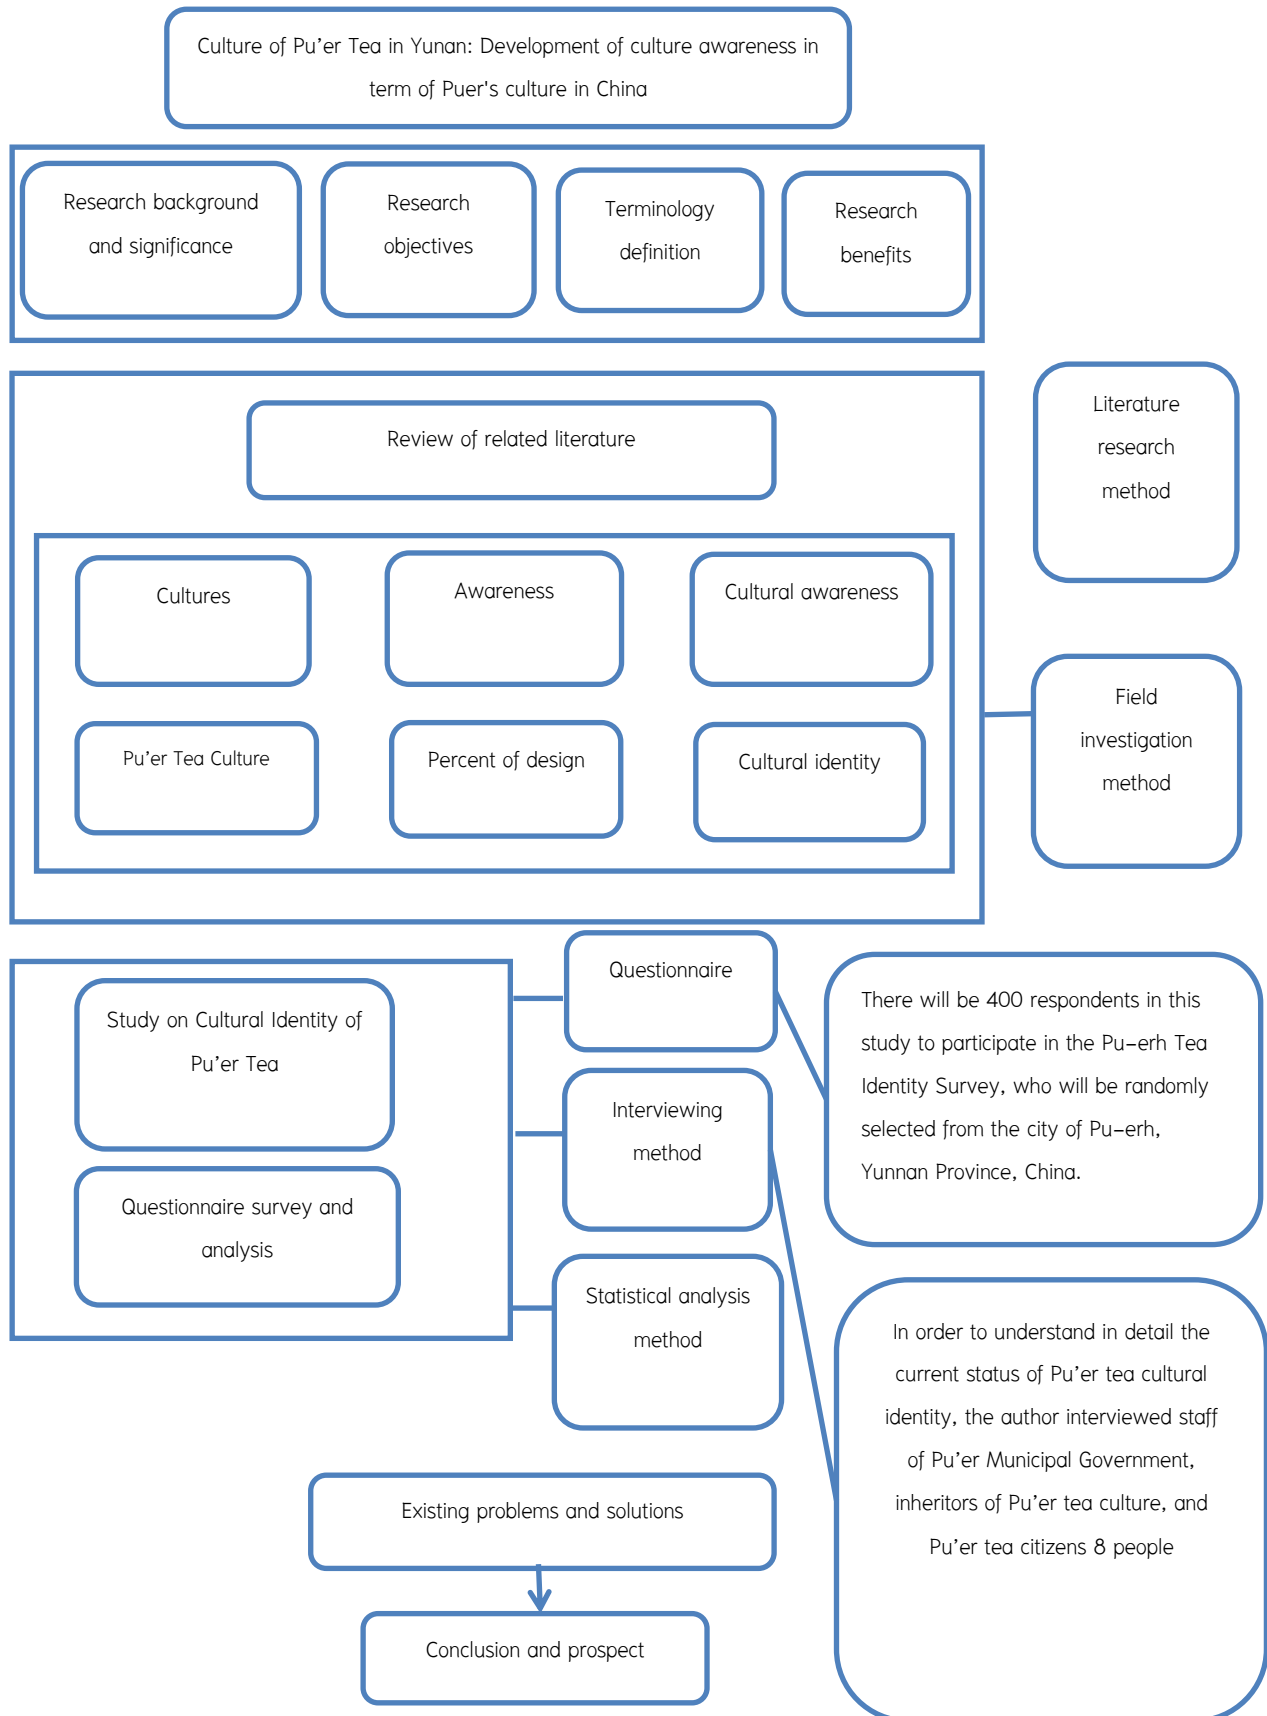 Culture of Pu’er Tea in Yunan: Development of culture awareness in
term of Puer's culture in China
Research background
and significance
Research
objectives
Terminology
definition
Research
benefits
Review of related literature
Literature
research
method
Cultures
Awareness
Cultural awareness
Pu’er Tea Culture
Percent of design
Cultural identity
Field
investigation
method
Study on Cultural Identity of
Pu’er Tea
Questionnaire survey and
analysis
Questionnaire
Interviewing
method
Statistical analysis
method
There will be 400 respondents in this
study to participate in the Pu–erh Tea
Identity Survey, who will be randomly
selected from the city of Pu–erh,
Yunnan Province, China.
In order to understand in detail the
current status of Pu’er tea cultural
identity, the author interviewed staff
of Pu’er Municipal Government,
inheritors of Pu’er tea culture, and
Pu’er tea citizens 8 people
Existing problems and solutions
Conclusion and prospect